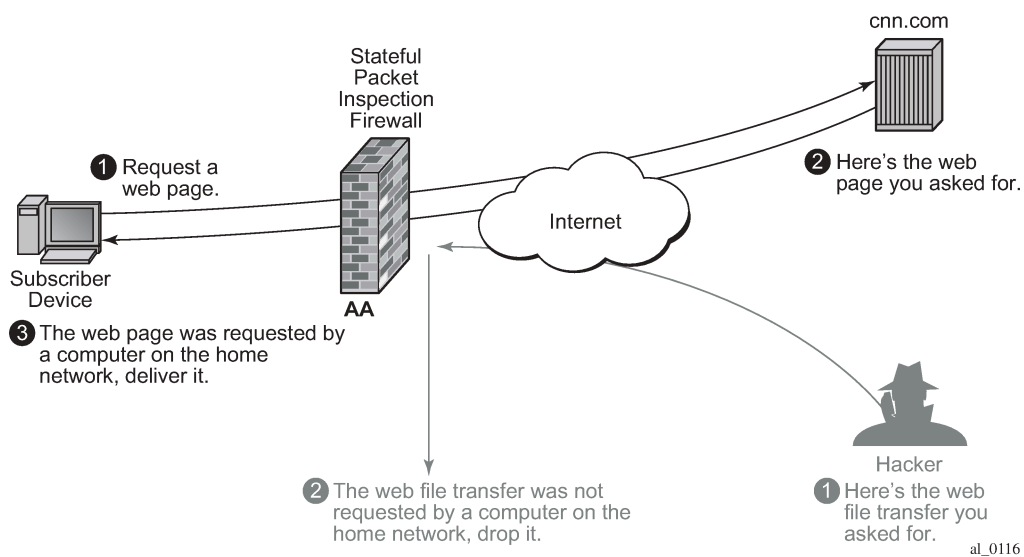 cnn.com
Stateful
Packet
Inspection
Firewall
1 Request a
web page.
2 Here's the web
page you asked for.
Internet
Subscriber
Device
AA
3 The web page was requested by
a computer on the home
network, deliver it.
Hacker
1 Here's the web
file transfer you
asked for.
2 The web file transfer was not
requested by a computer on the
home network, drop it.
al_0116